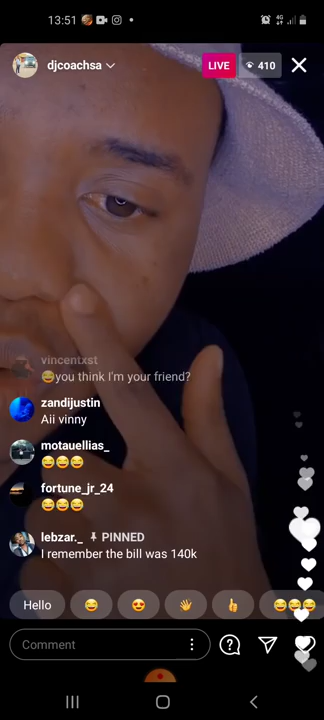 13:51
4G
djcoachsa
LIVE
410
vincentxst
😅you think I'm your friend?
zandijustin
Aii vinny
motauellias_
😂😂😂
fortune_jr_24
😂😂😂
lebzar._ PINNED
I remember the bill was 140k
Hello 😂 😍 👋 👍 😂😂😂
Comment